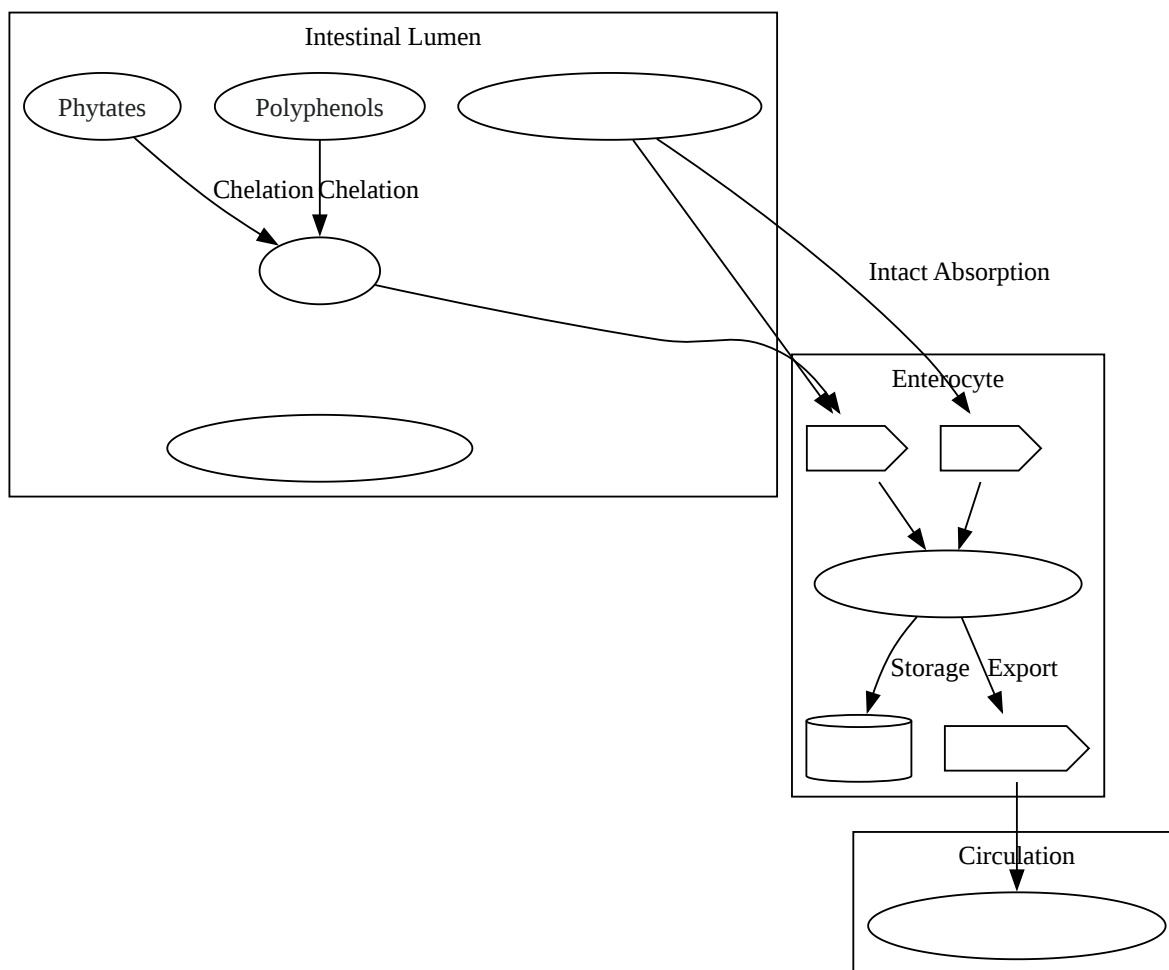 Intestinal Lumen
Phytates
Polyphenols
Chelation
Chelation
Intact Absorption
Enterocyte
Storage
Export
Circulation